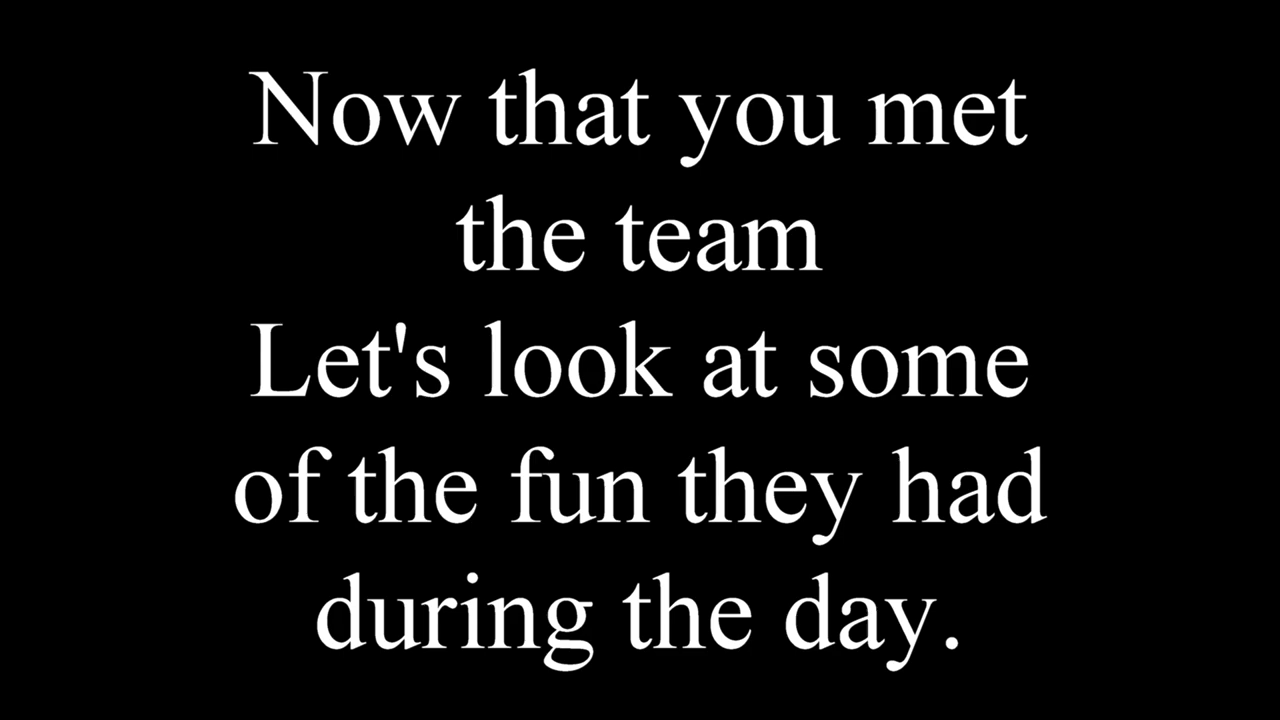 Now that you met
the team
Let's look at some
of the fun they had
during the day.